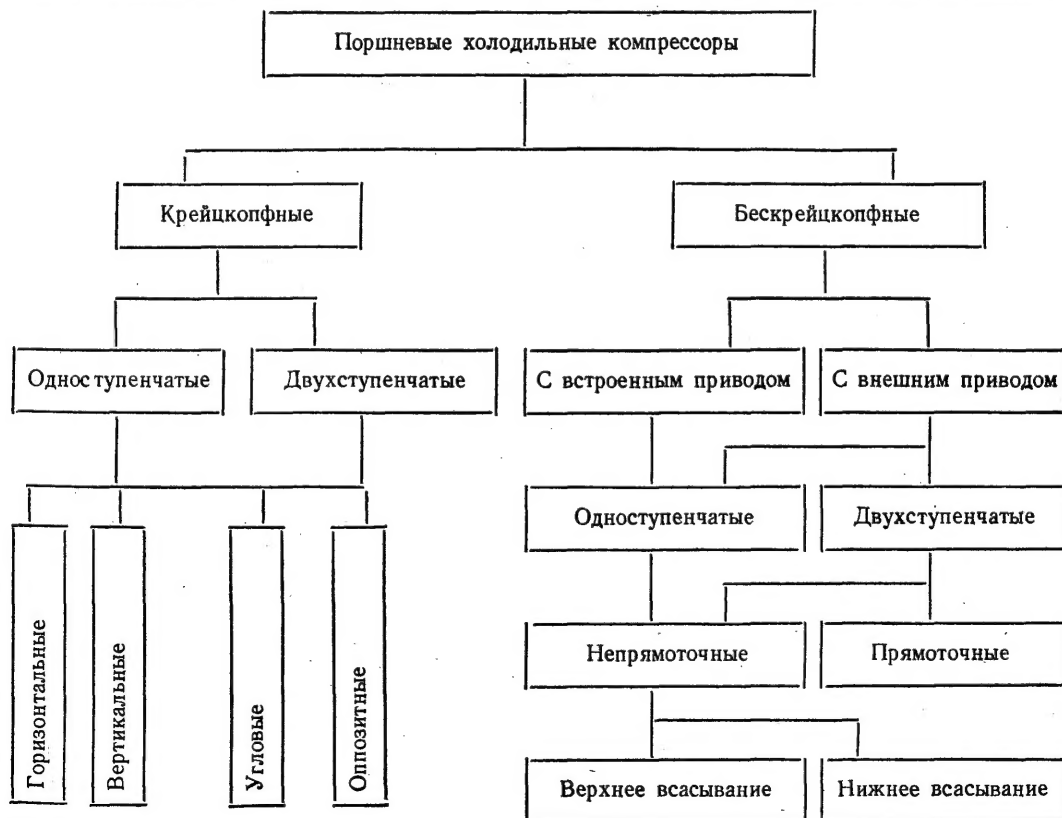 Поршневые холодильные компрессоры
Крейцкопфные
Бескрейцкопфные
Одноступенчатые
Двухступенчатые
С встроенным приводом
С внешним приводом
Одноступенчатые
Двухступенчатые
Непрямоточные
Прямоточные
Горизонтальные
Вертикальные
Угловые
Оппозитные
Верхнее всасывание
Нижнее всасывание